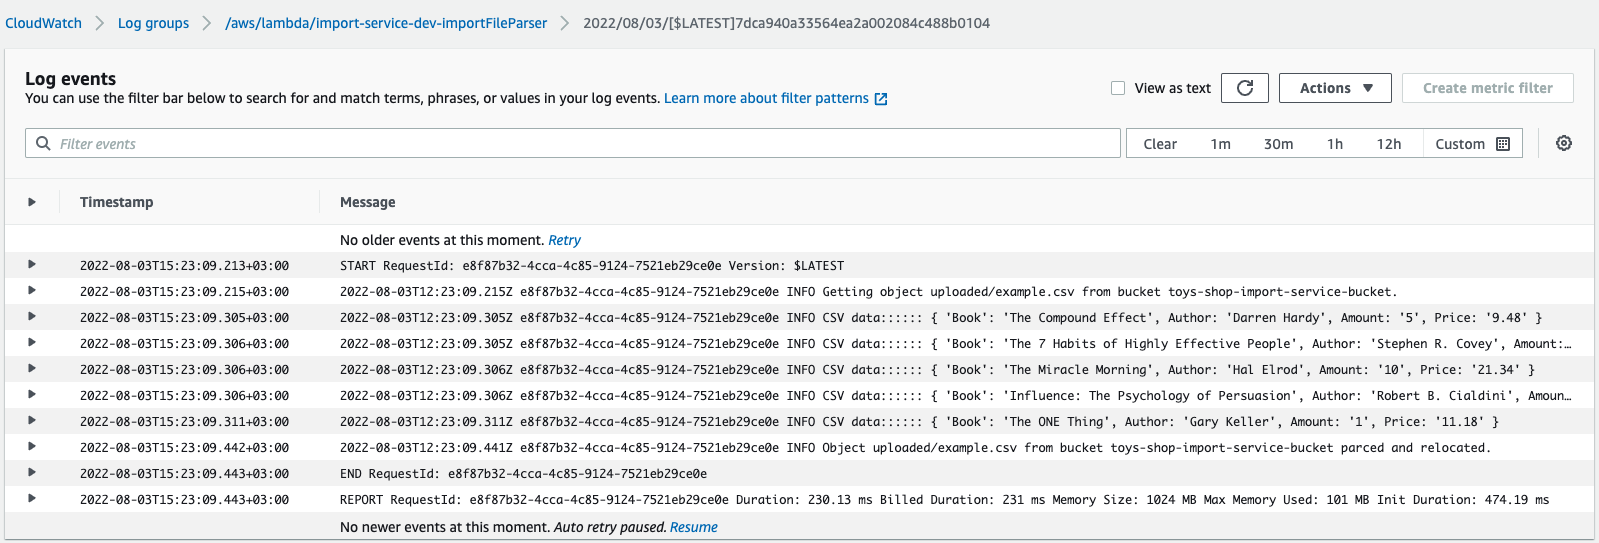 CloudWatch > Log groups > /aws/lambda/import-service-dev-importFileParser > 2022/08/03/[$LATEST]7dca940a33564ea2a002084c488b0104
Log events
You can use the filter bar below to search for and match terms, phrases, or values in your log events. Learn more about filter patterns
View as text Actions Create metric filter
Filter events Clear 1m 30m 1h 12h Custom
Timestamp Message
No older events at this moment. Retry
2022-08-03T15:23:09.213+03:00 START RequestId: e8f87b32-4cca-4c85-9124-7521eb29ce0e Version: $LATEST
2022-08-03T15:23:09.215+03:00 2022-08-03T12:23:09.215Z e8f87b32-4cca-4c85-9124-7521eb29ce0e INFO Getting object uploaded/example.csv from bucket toys-shop-import-service-bucket.
2022-08-03T15:23:09.305+03:00 2022-08-03T12:23:09.305Z e8f87b32-4cca-4c85-9124-7521eb29ce0e INFO CSV data:::::: { 'Book': 'The Compound Effect', Author: 'Darren Hardy', Amount: '5', Price: '9.48' }
2022-08-03T15:23:09.306+03:00 2022-08-03T12:23:09.305Z e8f87b32-4cca-4c85-9124-7521eb29ce0e INFO CSV data:::::: { 'Book': 'The 7 Habits of Highly Effective People', Author: 'Stephen R. Covey', Amount:…
2022-08-03T15:23:09.306+03:00 2022-08-03T12:23:09.306Z e8f87b32-4cca-4c85-9124-7521eb29ce0e INFO CSV data:::::: { 'Book': 'The Miracle Morning', Author: 'Hal Elrod', Amount: '10', Price: '21.34' }
2022-08-03T15:23:09.306+03:00 2022-08-03T12:23:09.306Z e8f87b32-4cca-4c85-9124-7521eb29ce0e INFO CSV data:::::: { 'Book': 'Influence: The Psychology of Persuasion', Author: 'Robert B. Cialdini', Amoun…
2022-08-03T15:23:09.311+03:00 2022-08-03T12:23:09.311Z e8f87b32-4cca-4c85-9124-7521eb29ce0e INFO CSV data:::::: { 'Book': 'The ONE Thing', Author: 'Gary Keller', Amount: '1', Price: '11.18' }
2022-08-03T15:23:09.442+03:00 2022-08-03T12:23:09.441Z e8f87b32-4cca-4c85-9124-7521eb29ce0e INFO Object uploaded/example.csv from bucket toys-shop-import-service-bucket parced and relocated.
2022-08-03T15:23:09.443+03:00 END RequestId: e8f87b32-4cca-4c85-9124-7521eb29ce0e
2022-08-03T15:23:09.443+03:00 REPORT RequestId: e8f87b32-4cca-4c85-9124-7521eb29ce0e Duration: 230.13 ms Billed Duration: 231 ms Memory Size: 1024 MB Max Memory Used: 101 MB Init Duration: 474.19 ms
No newer events at this moment. Auto retry paused. Resume